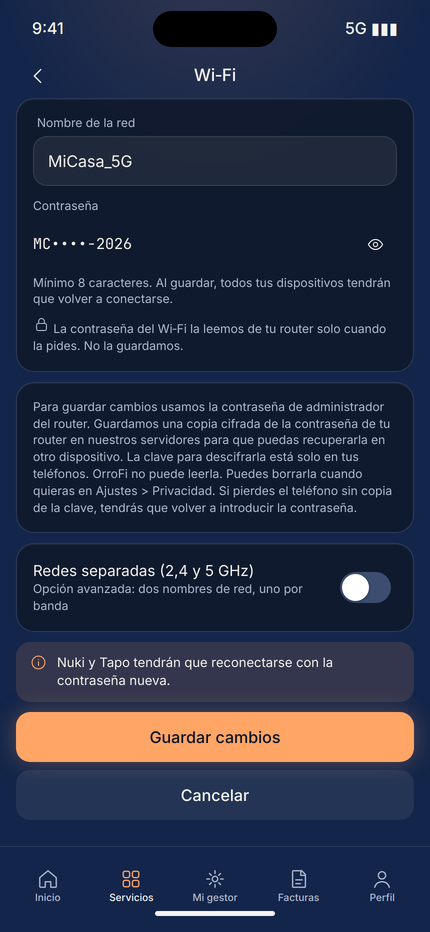 9:41
5G
Wi-Fi
Nombre de la red
MiCasa_5G
Contraseña
MC••••-2026
Mínimo 8 caracteres. Al guardar, todos tus dispositivos tendrán
que volver a conectarse.
La contraseña del Wi-Fi la leemos de tu router solo cuando
la pides. No la guardamos.
Para guardar cambios usamos la contraseña de administrador
del router. Guardamos una copia cifrada de la contraseña de tu
router en nuestros servidores para que puedas recuperarla en
otro dispositivo. La clave para descifrarla está solo en tus
teléfonos. OrroFi no puede leerla. Puedes borrarla cuando
quieras en Ajustes > Privacidad. Si pierdes el teléfono sin copia
de la clave, tendrás que volver a introducir la contraseña.
Redes separadas (2,4 y 5 GHz)
Opción avanzada: dos nombres de red, uno por
banda
Nuki y Tapo tendrán que reconectarse con la
contraseña nueva.
Guardar cambios
Cancelar
Inicio
Servicios
Mi gestor
Facturas
Perfil